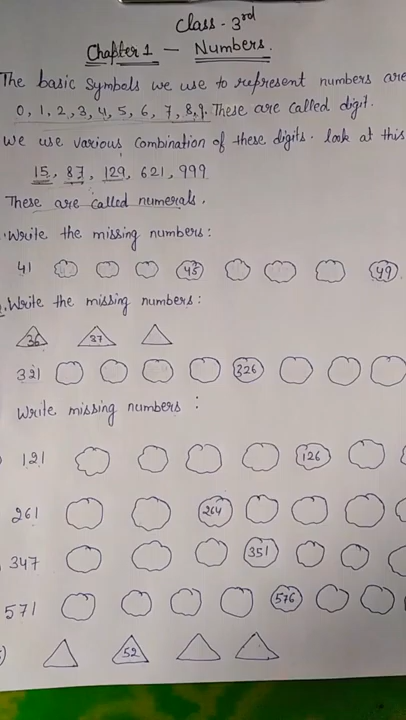 Class - 3rd
Chapter 1 - Numbers.
The basic symbols we use to represent numbers are
0, 1, 2, 3, 4, 5, 6, 7, 8, 9. These are called digit.
We use various combination of these digits. look at this
15, 87, 129, 621, 999
These are called numerals.
Write the missing numbers:
41 45 49
Write the missing numbers:
36 37
321 326
Write missing numbers :
121 126
261 264
347 351
571 576
52